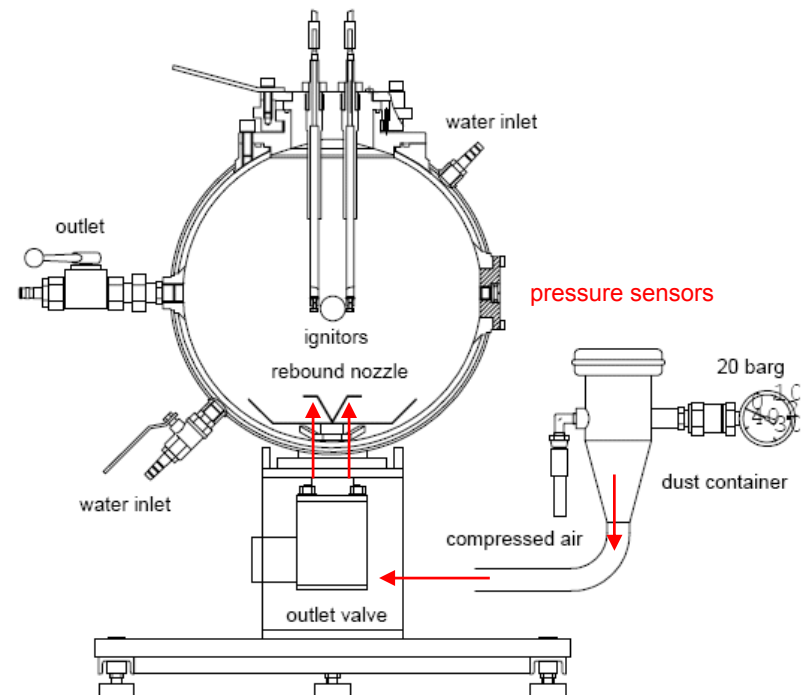 water inlet
outlet
pressure sensors
ignitors
rebound nozzle
20 barg
dust container
water inlet
compressed air
outlet valve